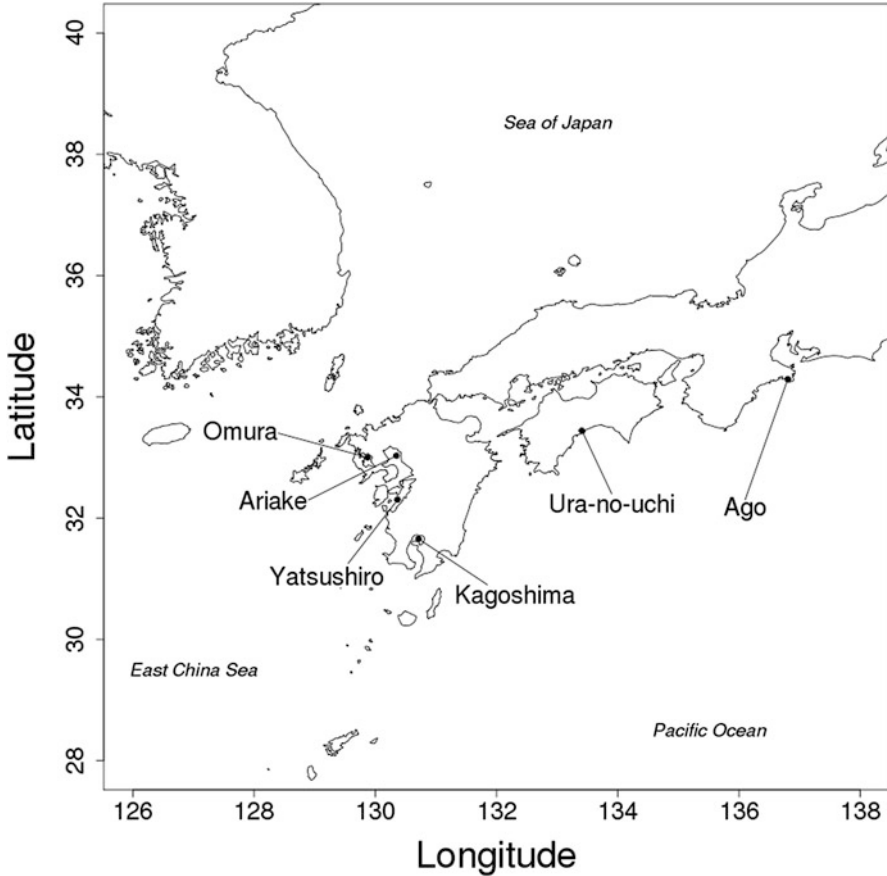 40
Sea of Japan
38
36
34
Omura
Ariake
Ura-no-uchi
Ago
32
Yatsushiro
Kagoshima
30
East China Sea
Pacific Ocean
28
126 128 130 132 134 136 138
Latitude
Longitude